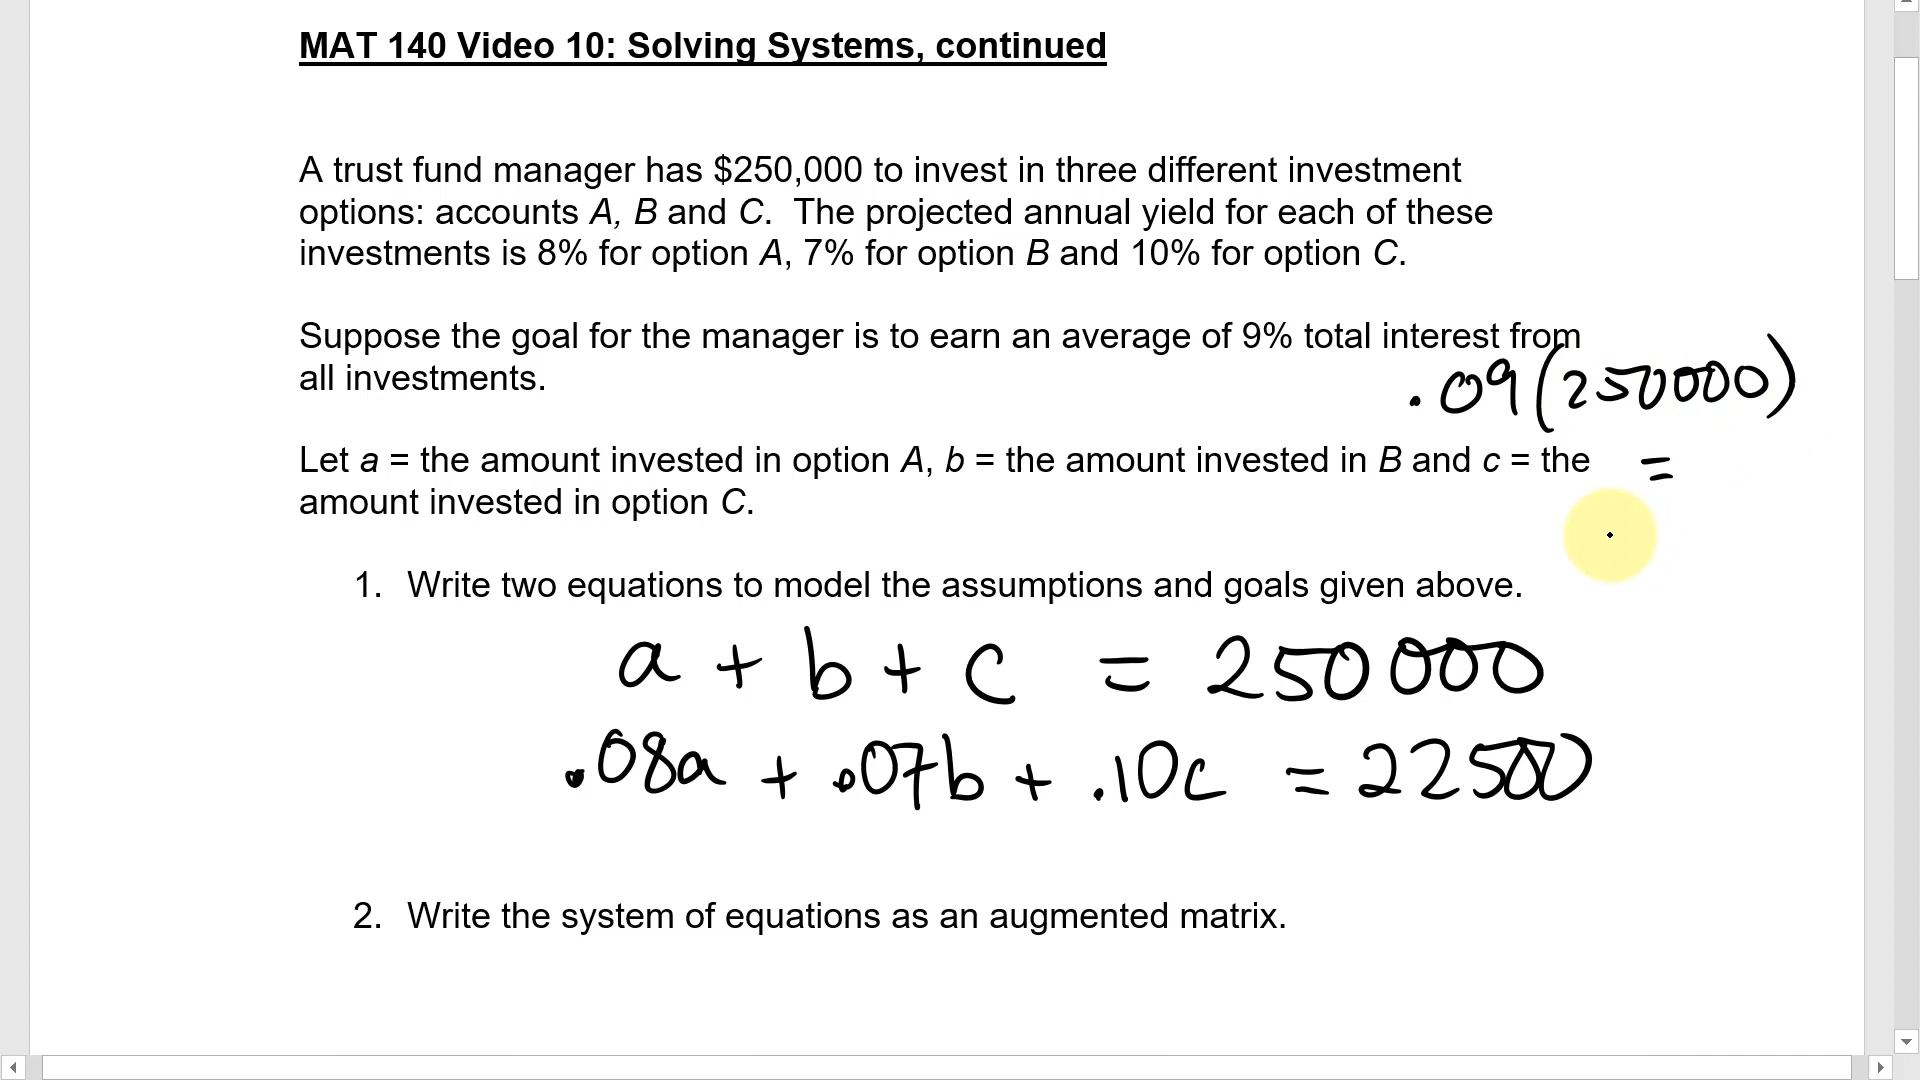 MAT 140 Video 10: Solving Systems, continued
A trust fund manager has $250,000 to invest in three different investment
options: accounts A, B and C. The projected annual yield for each of these
investments is 8% for option A, 7% for option B and 10% for option C.
Suppose the goal for the manager is to earn an average of 9% total interest from
all investments.
.09(250000)
=
Let a = the amount invested in option A, b = the amount invested in B and c = the
amount invested in option C.
1. Write two equations to model the assumptions and goals given above.
a + b + c = 250000
.08a + .07b + .10c = 22500
2. Write the system of equations as an augmented matrix.